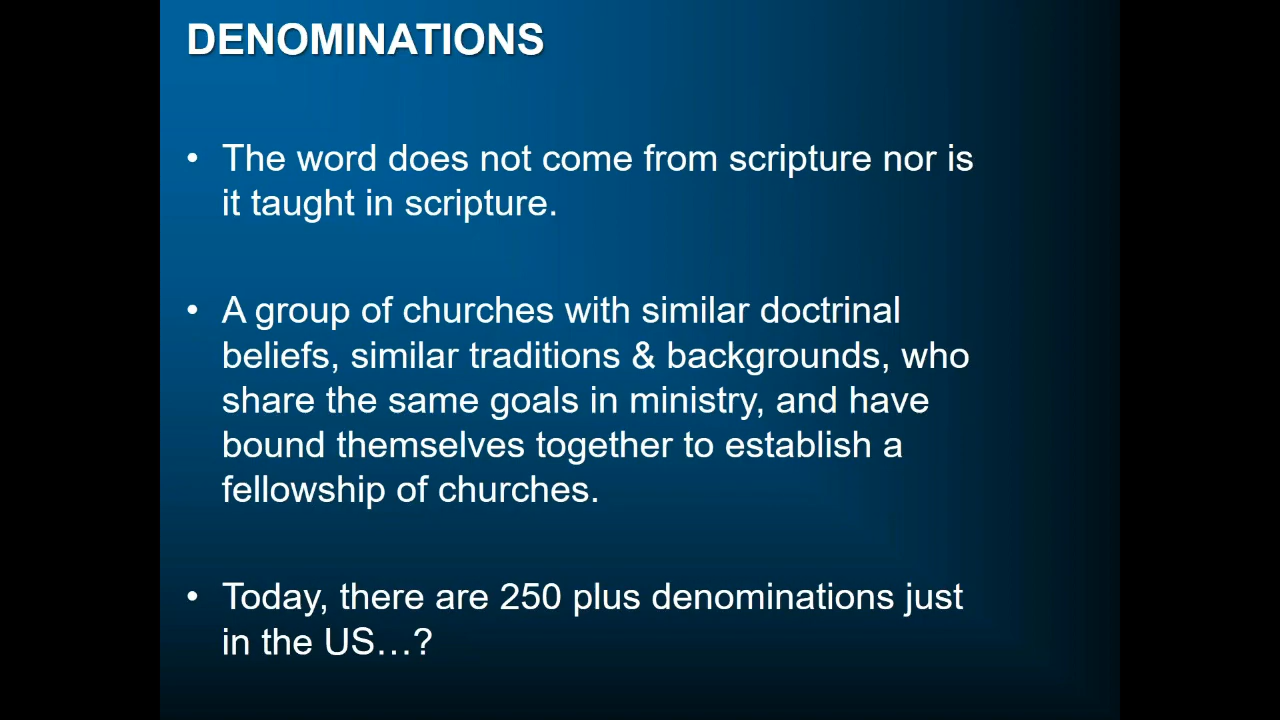 DENOMINATIONS
• The word does not come from scripture nor is
it taught in scripture.
• A group of churches with similar doctrinal
beliefs, similar traditions & backgrounds, who
share the same goals in ministry, and have
bound themselves together to establish a
fellowship of churches.
• Today, there are 250 plus denominations just
in the US…?